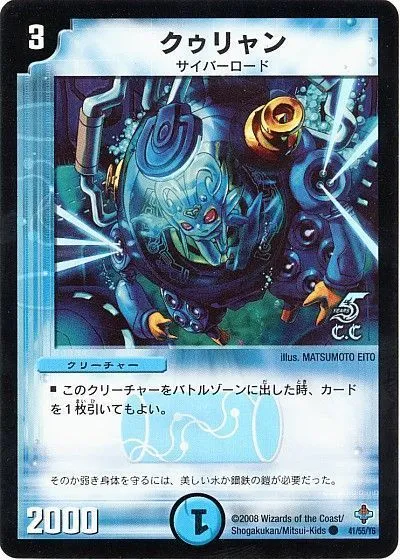 3
クゥリャン
サイバーロード
5
YEARS
C.C
illus. MATSUMOTO EITO
クリーチャー
■ このクリーチャーをバトルゾーンに出した時、カード
を1枚引いてもよい。
そのか弱き身体を守るには、美しい水か鋼鉄の鎧が必要だった。
2000
1
©2008 Wizards of the Coast/
Shogakukan/Mitsui-Kids ● 41/55/Y6